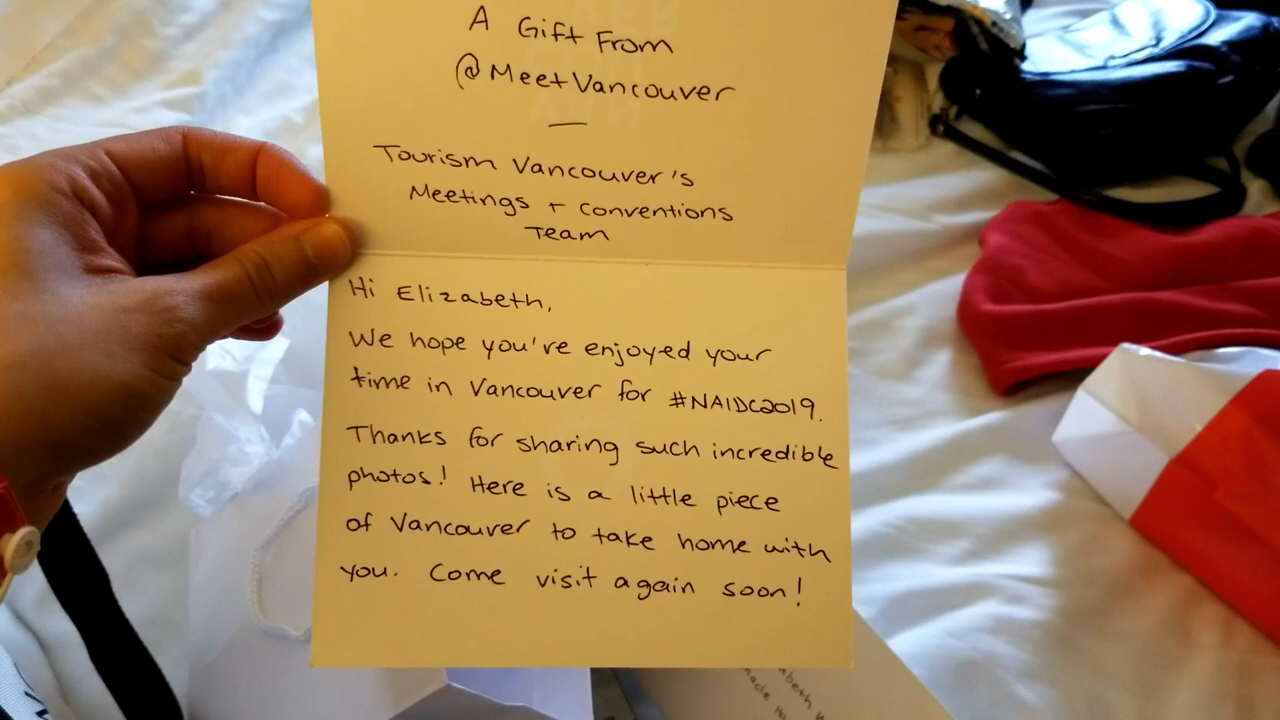 A Gift From
@MeetVancouver
—
Tourism Vancouver's
Meetings + Conventions
Team
Hi Elizabeth,
We hope you've enjoyed your
time in Vancouver for #NAIDC2019.
Thanks for sharing such incredible
photos! Here is a little piece
of Vancouver to take home with
you. Come visit again soon!